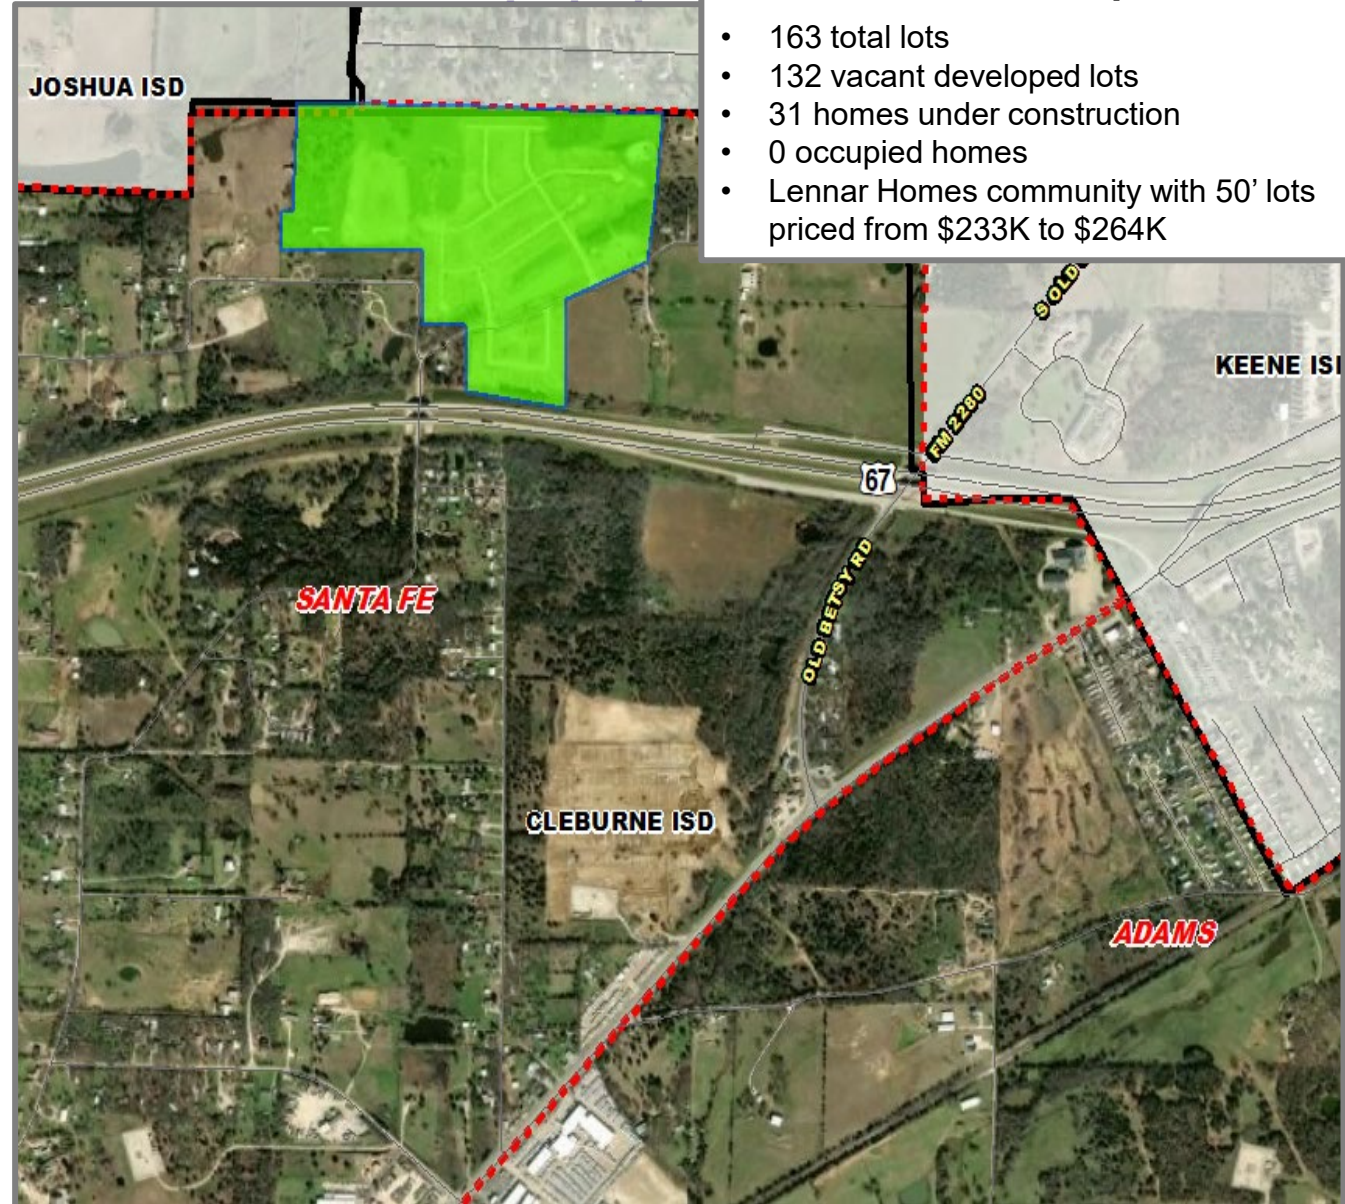 • 163 total lots
• 132 vacant developed lots
• 31 homes under construction
• 0 occupied homes
• Lennar Homes community with 50’ lots
priced from $233K to $264K
JOSHUA ISD
S OLD
KEENE
FM 2280
67
OLD BETSY RD
SANTA FE
CLEBURNE ISD
ADAMS